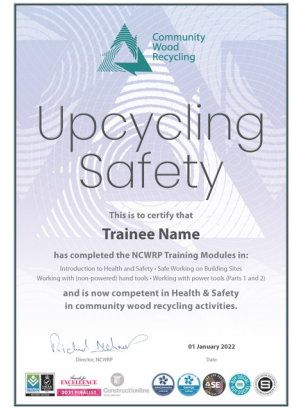 Community
Wood
Recycling
Upcycling
Safety
This is to certify that
Trainee Name
has completed the NCWRP Training Modules in:
Introduction to Health and Safety • Safe Working on Building Sites
Working with (non-powered) hand tools • Working with power tools (Parts 1 and 2)
and is now competent in Health & Safety
in community wood recycling activities.
01 January 2022
Director, NCWRP
Date
EXCELLENCE
2021 FINALIST
Constructionline
SE